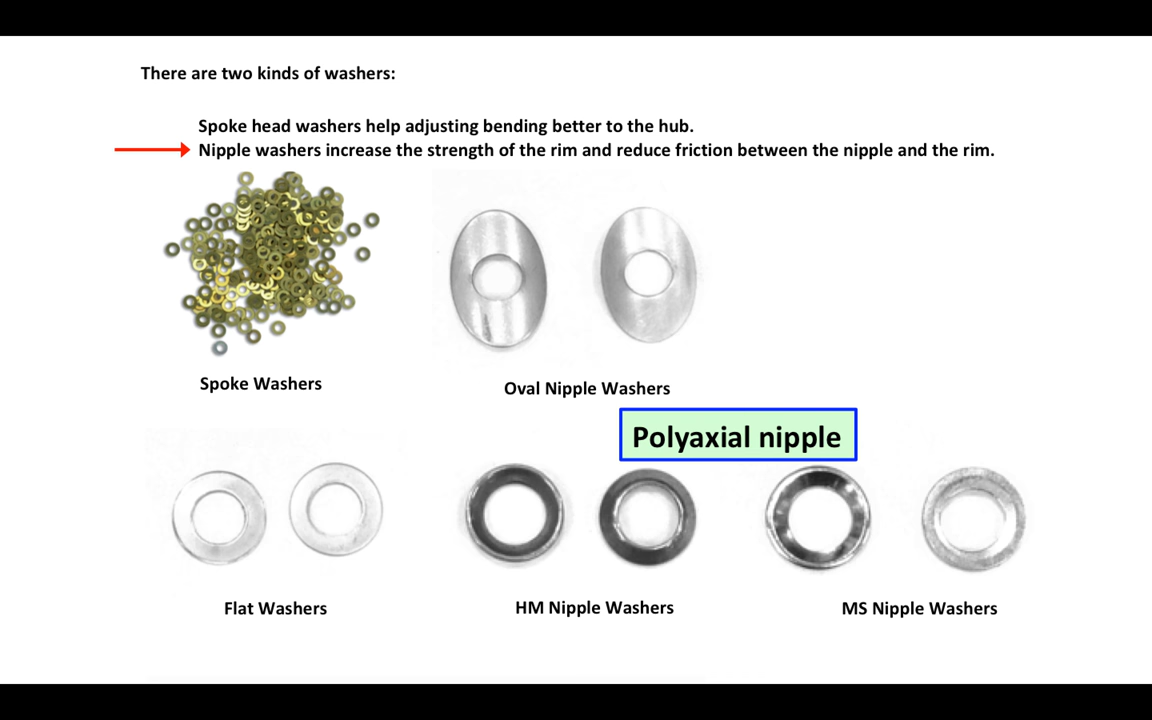 There are two kinds of washers:
Spoke head washers help adjusting bending better to the hub.
Nipple washers increase the strength of the rim and reduce friction between the nipple and the rim.
Spoke Washers
Oval Nipple Washers
Polyaxial nipple
Flat Washers
HM Nipple Washers
MS Nipple Washers